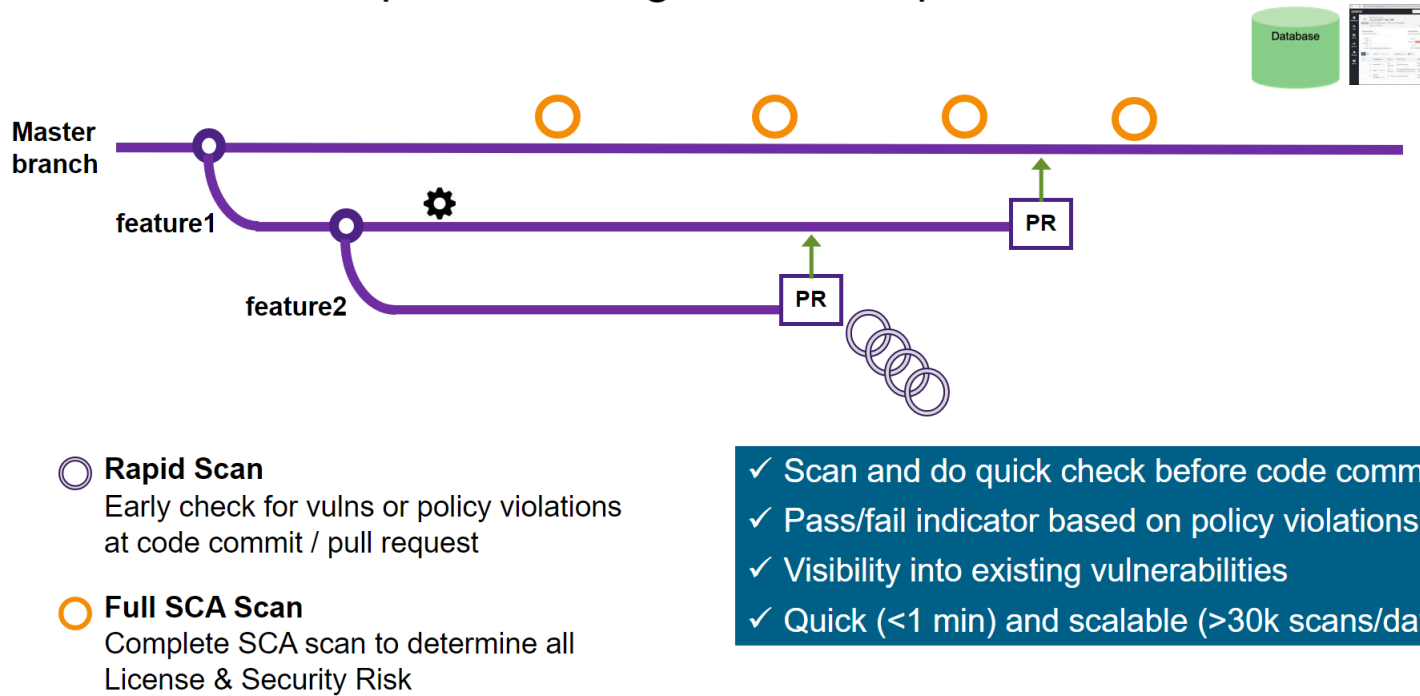 Database
Master
branch
feature1
PR
feature2
PR
Rapid Scan
Early check for vulns or policy violations
at code commit / pull request
Full SCA Scan
Complete SCA scan to determine all
License & Security Risk
✓ Scan and do quick check before code comm
✓ Pass/fail indicator based on policy violations
✓ Visibility into existing vulnerabilities
✓ Quick (<1 min) and scalable (>30k scans/da